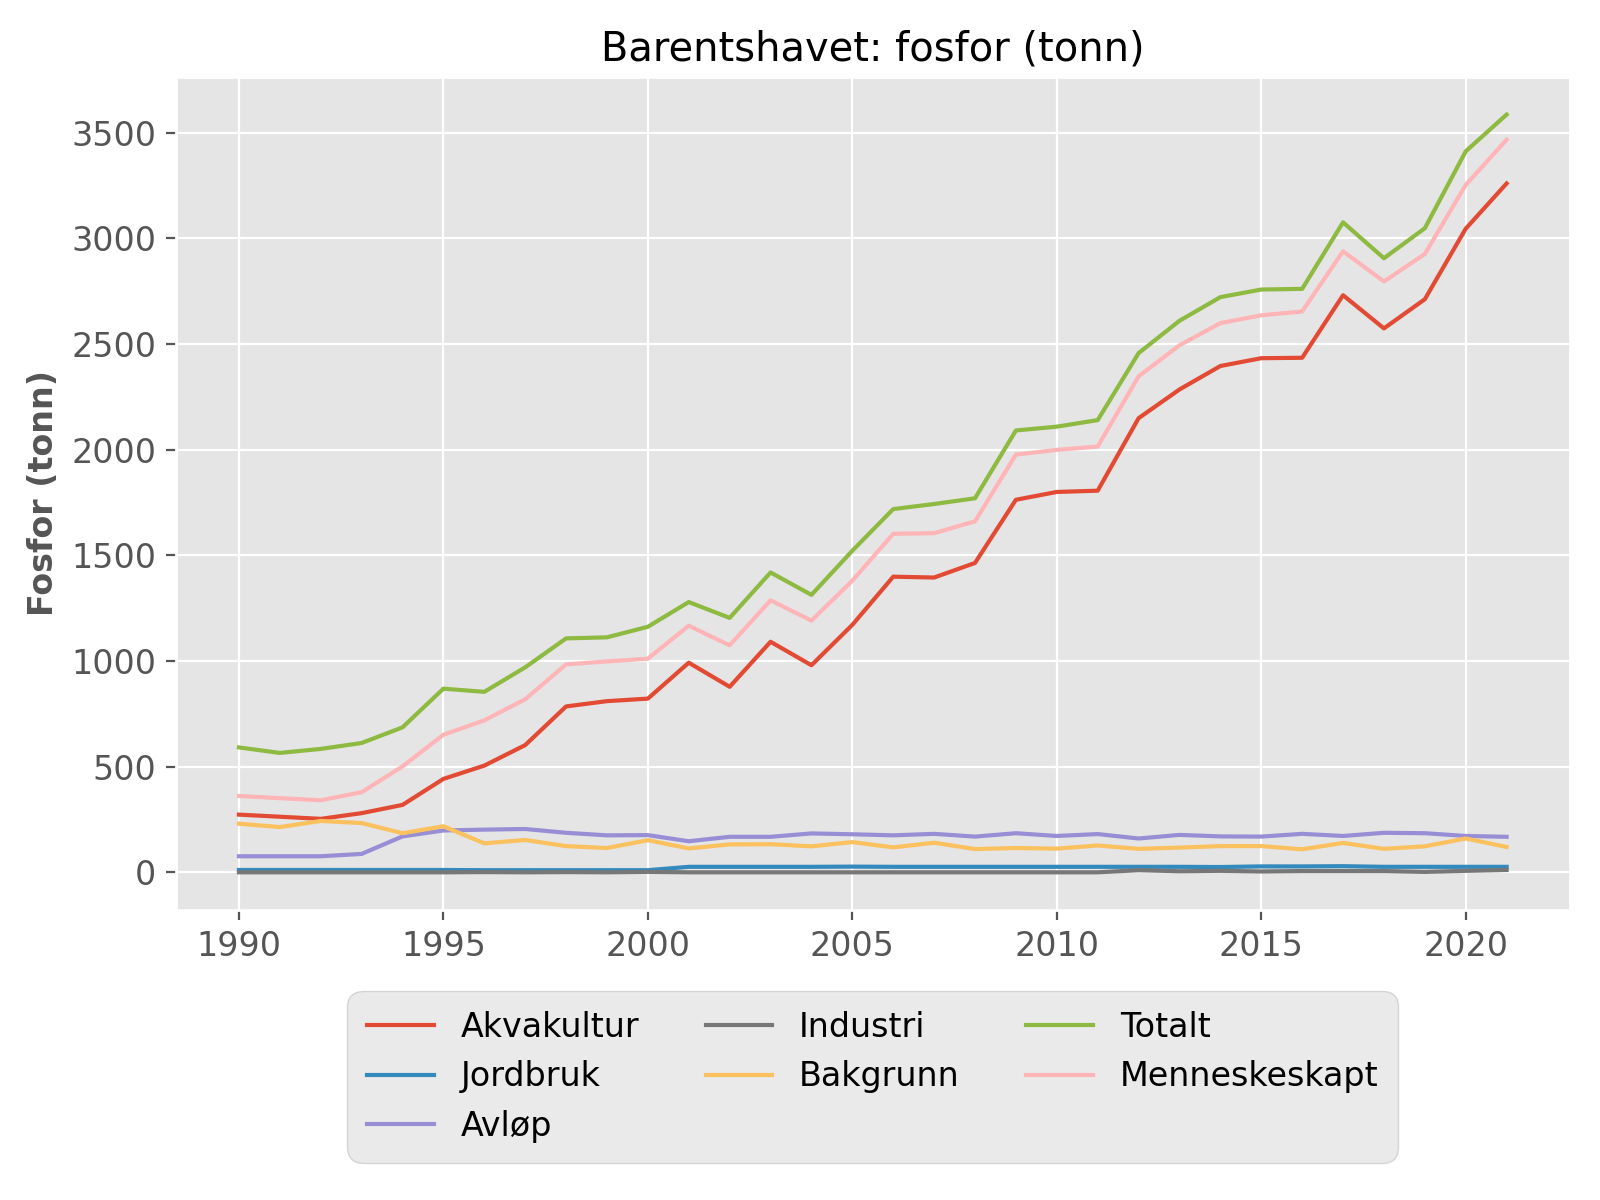 Barentshavet: fosfor (tonn)
Fosfor (tonn)
3500
3000
2500
2000
1500
1000
500
0
1990 1995 2000 2005 2010 2015 2020
Akvakultur Industri Totalt
Jordbruk Bakgrunn Menneskeskapt
Avløp